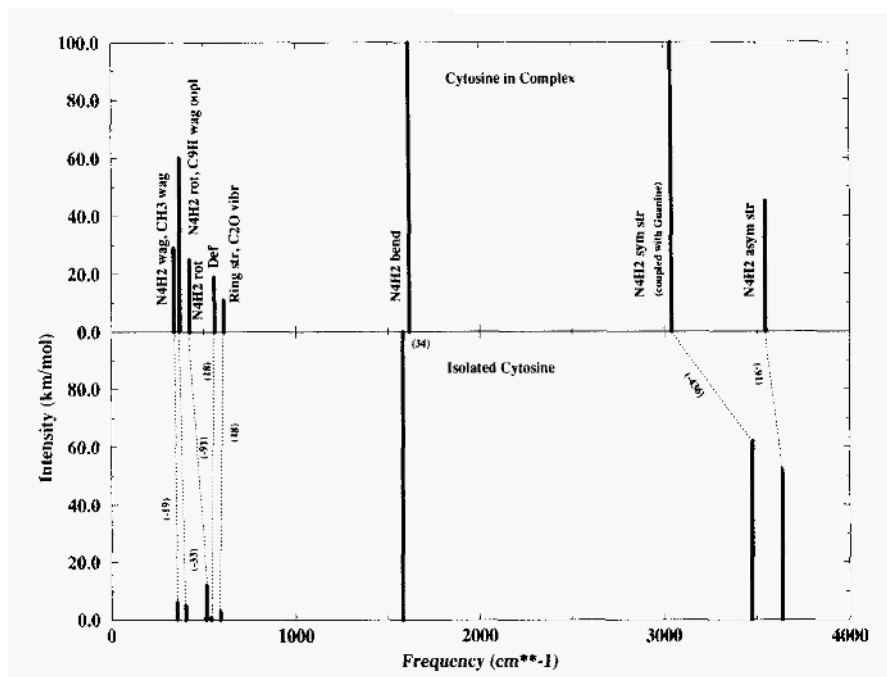 100.0
80.0
60.0
40.0
20.0
0.0
80.0
60.0
40.0
20.0
0.0
Intensity (km/mol)
Cytosine in Complex
N4H2 wag, CH3 wag
N4H2 rot, C9H wag oopl
N4H2 rot
Def
Ring str, C2O vibr
N4H2 bend
N4H2 sym str
(coupled with Guanine)
N4H2 asym str
Isolated Cytosine
(-19)
(-33)
(-91)
(18)
(18)
(34)
(-436)
0
1000
2000
3000
4000
Frequency (cm**-1)